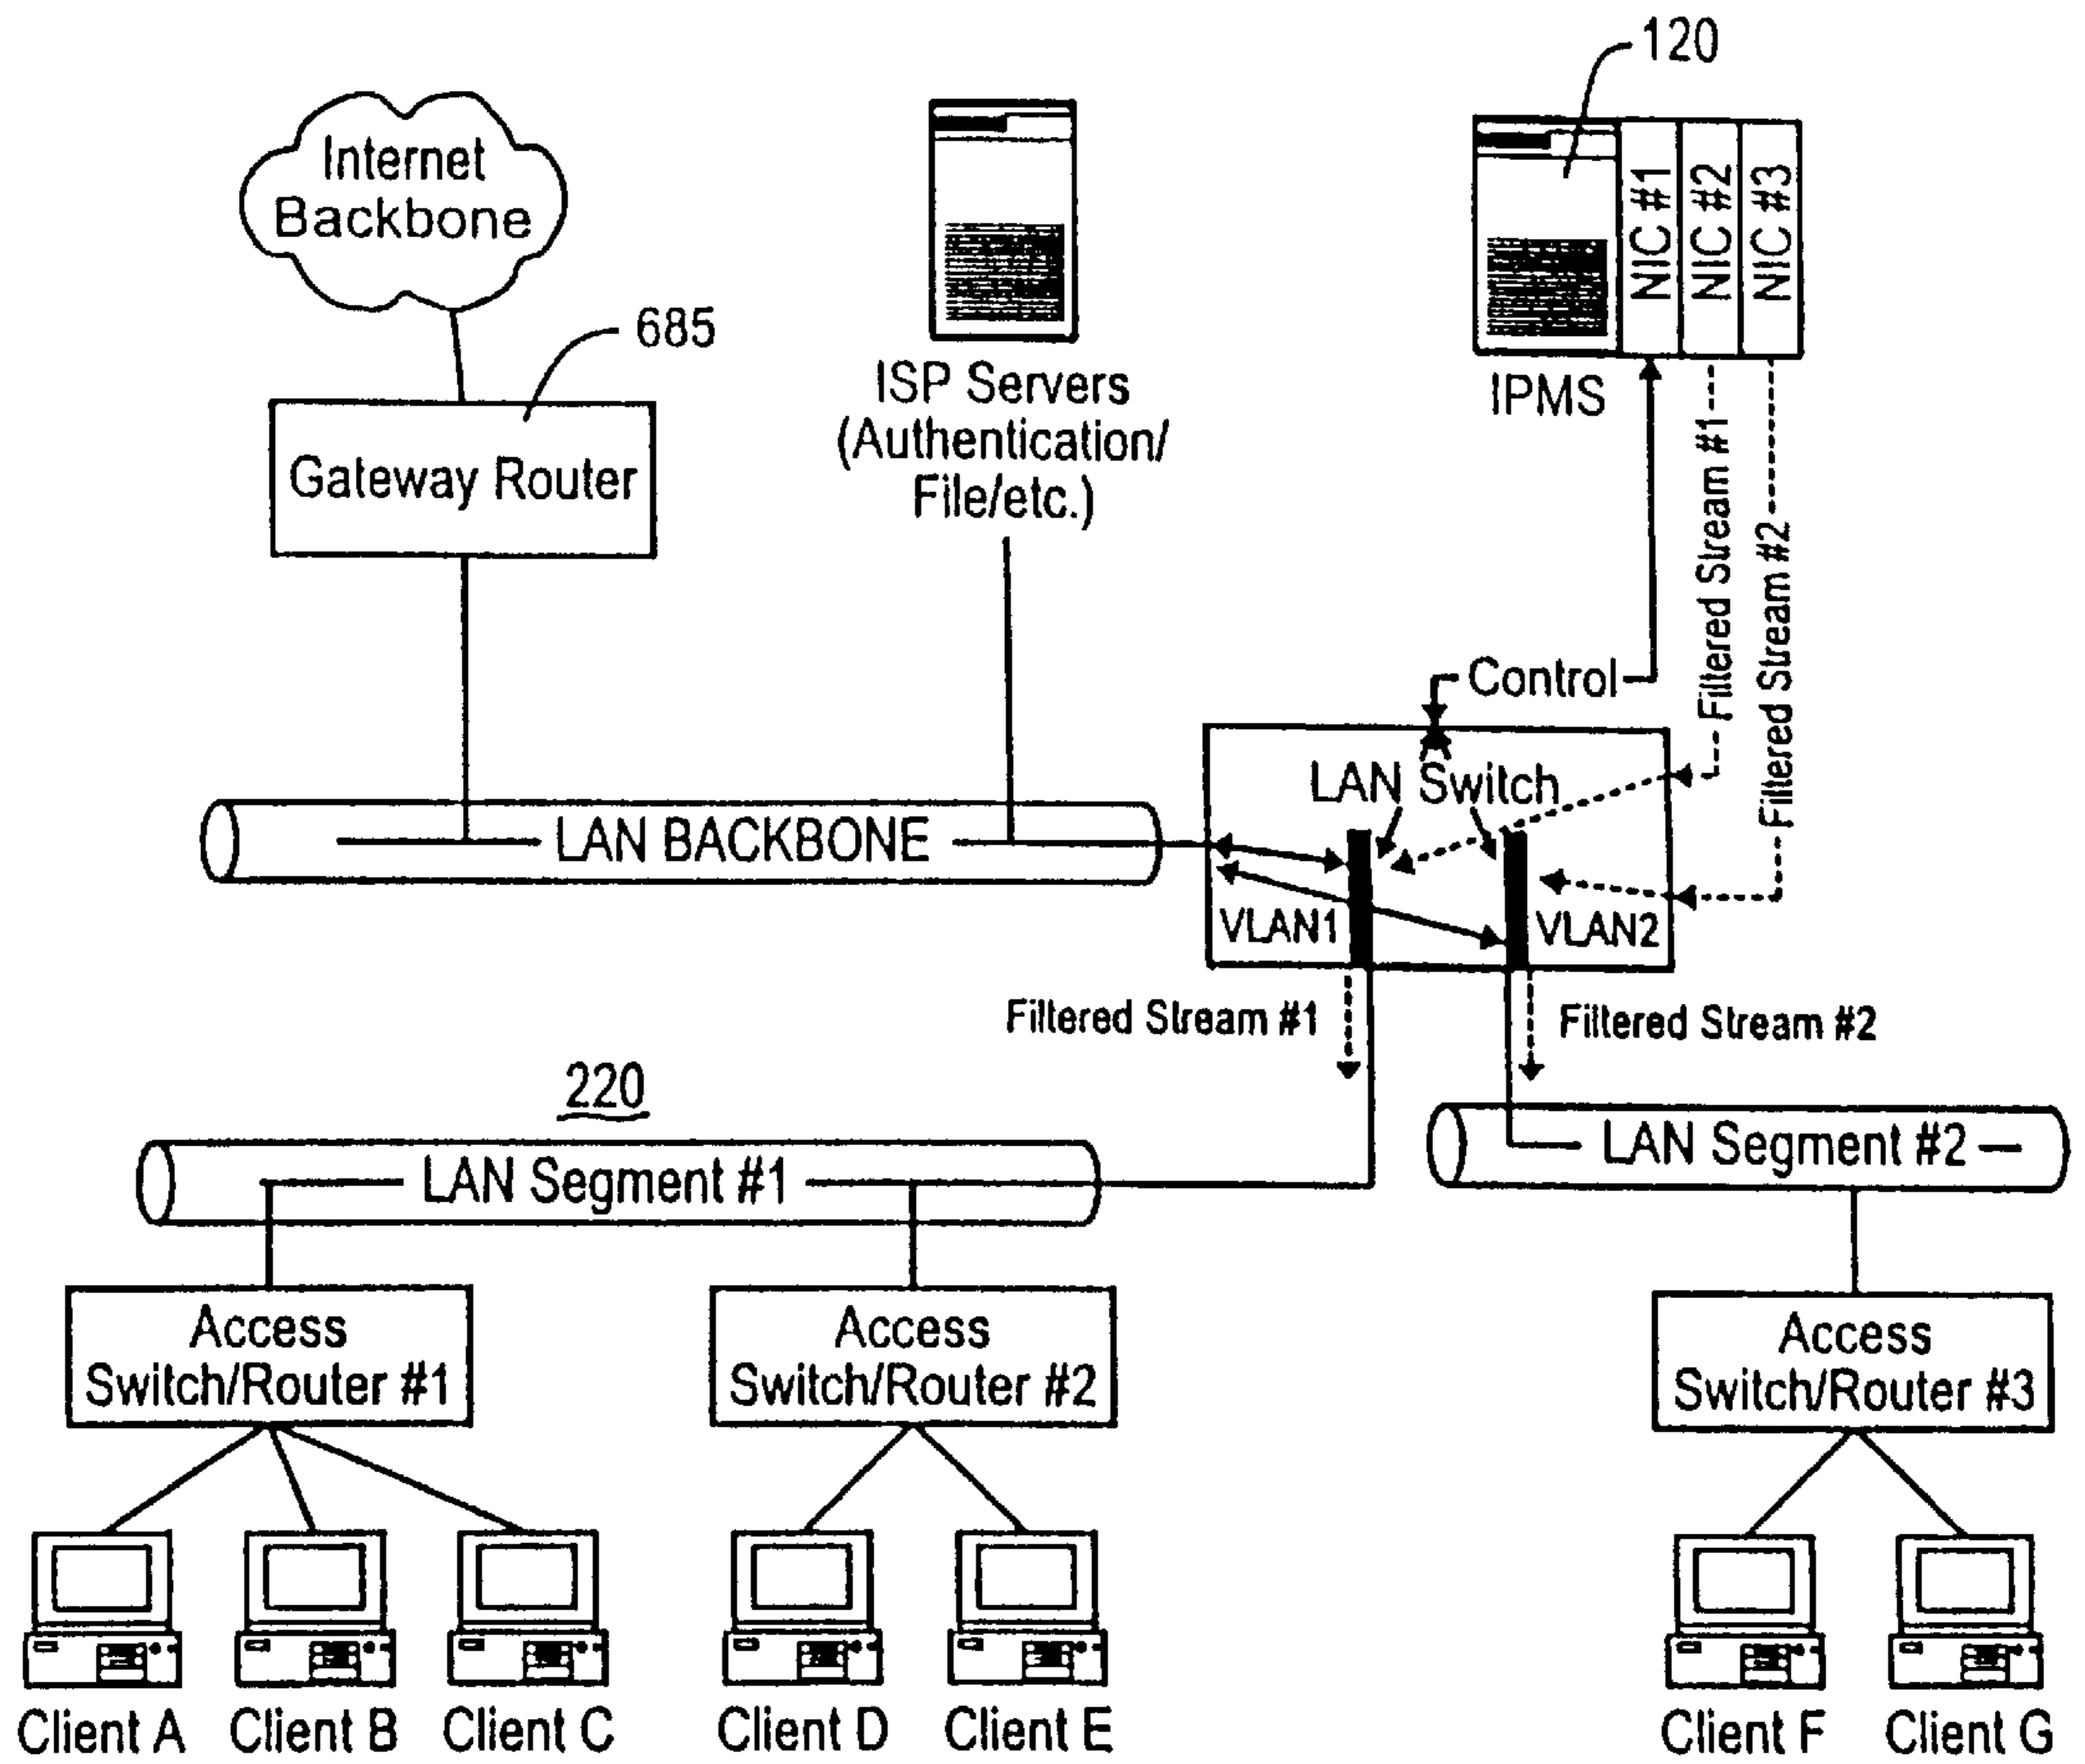 120
Internet
Backbone
NIC #1
NIC #2
NIC #3
685
ISP Servers
(Authentication/
File/etc.)
IPMS
Gateway Router
Filtered Stream #1
Filtered Stream #2
Control
LAN Switch
LAN BACKBONE
VLAN1
VLAN2
Filtered Stream #1
Filtered Stream #2
220
LAN Segment #1
LAN Segment #2
Access
Switch/Router #1
Access
Switch/Router #2
Access
Switch/Router #3
Client A
Client B
Client C
Client D
Client E
Client F
Client G